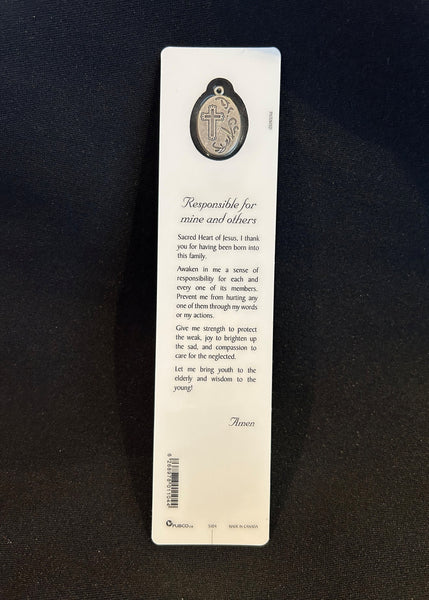 Responsible for
mine and others
Sacred Heart of Jesus, I thank
you for having been born into
this family.
Awaken in me a sense of
responsibility for each and
every one of its members.
Prevent me from hurting any
one of them through my words
or my actions.
Give me strength to protect
the weak, joy to brighten up
the sad, and compassion to
care for the neglected.
Let me bring youth to the
elderly and wisdom to the
young!
Amen
PUBCO
MADE IN CANADA